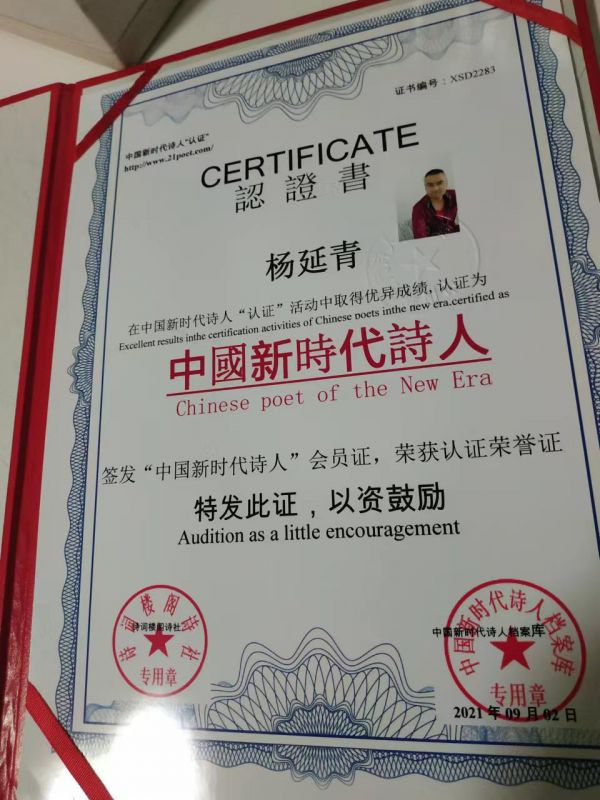 证书编号：XSD2283
中国新时代诗人“认证”
http://www.21poet.com/
CERTIFICATE
認證書
杨延青
在中国新时代诗人“认证”活动中取得优异成绩,认证为
Excellent results inthe certification activities of Chinese poets inthe new era.certified as
中國新時代詩人
Chinese poet of the New Era
签发“中国新时代诗人”会员证，荣获认证荣誉证
特发此证，以资鼓励
Audition as a little encouragement
诗词楼阁诗社
诗词楼阁诗社
专用章
中国新时代诗人档案库
中国新时代诗人档案库
专用章
2021 年 09 月 02 日